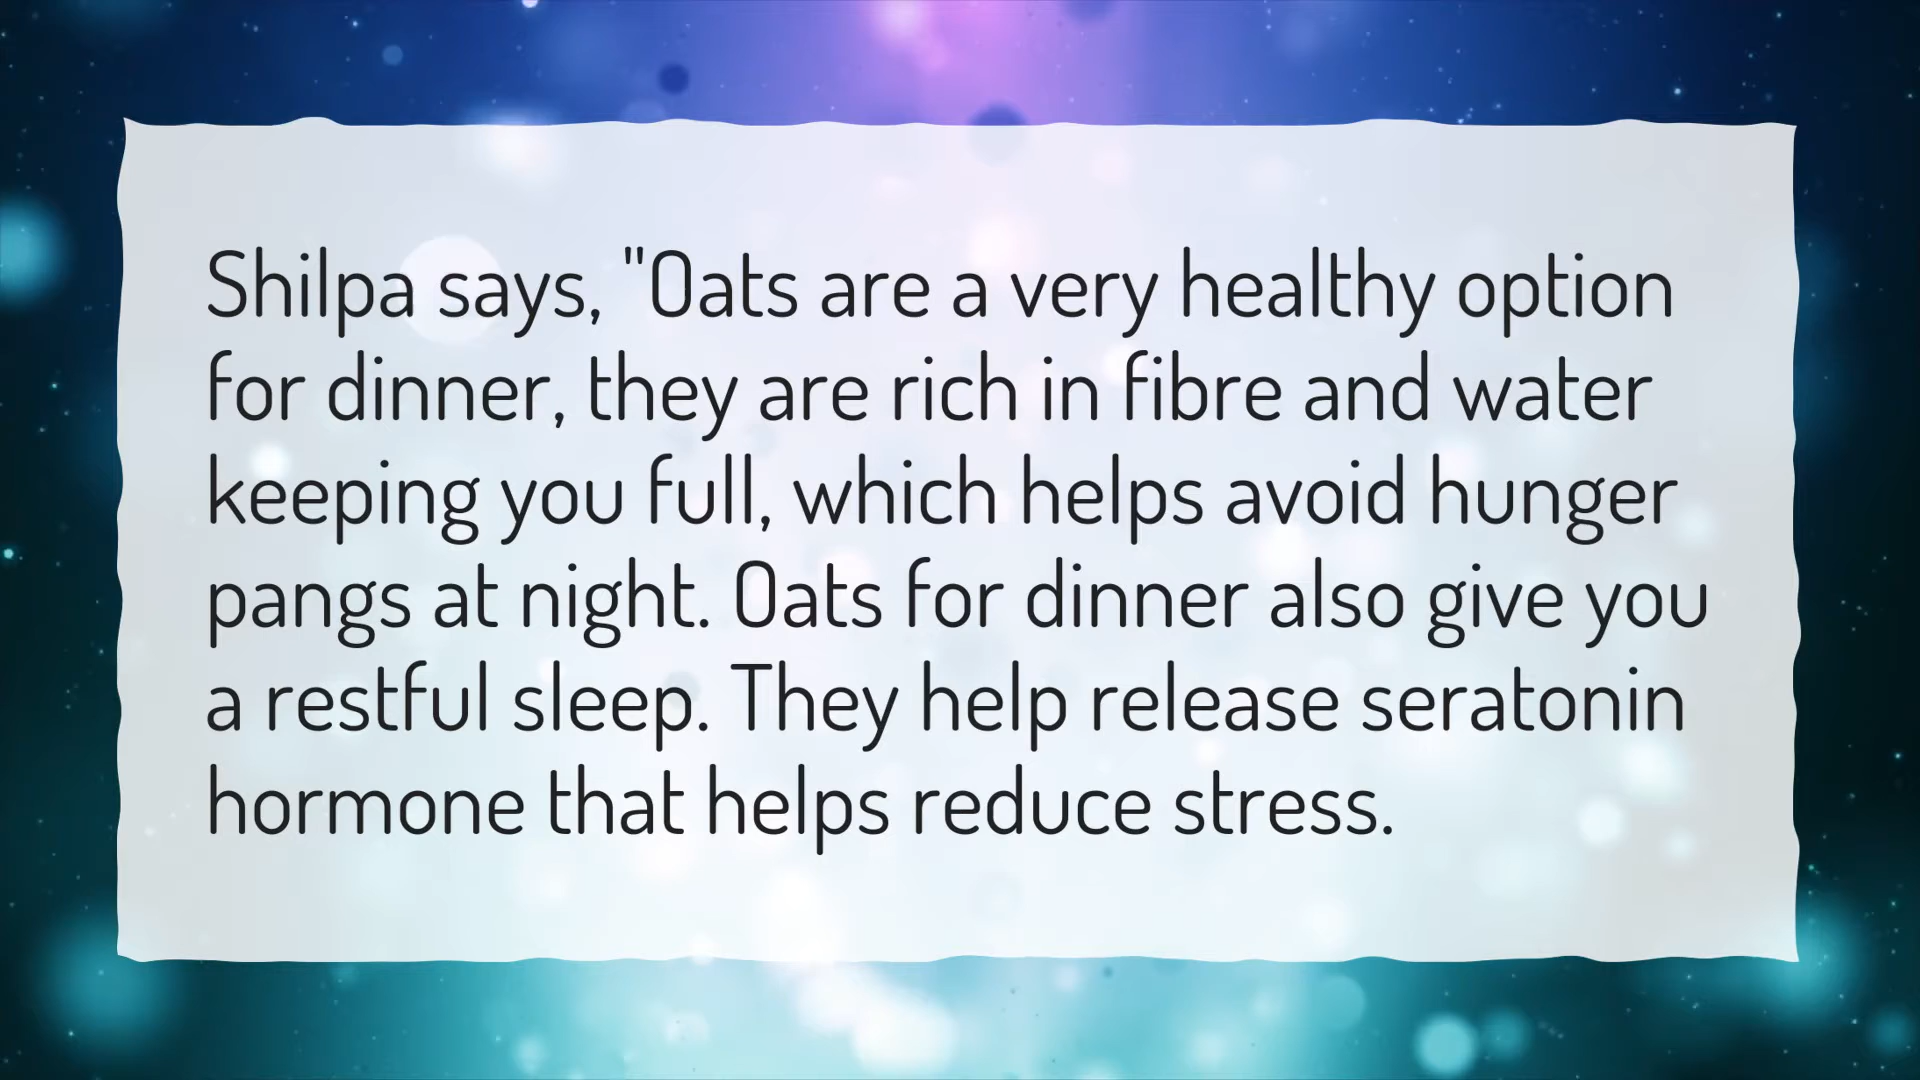 Shilpa says, "Oats are a very healthy option
for dinner, they are rich in fibre and water
keeping you full, which helps avoid hunger
pangs at night. Oats for dinner also give you
a restful sleep. They help release seratonin
hormone that helps reduce stress.